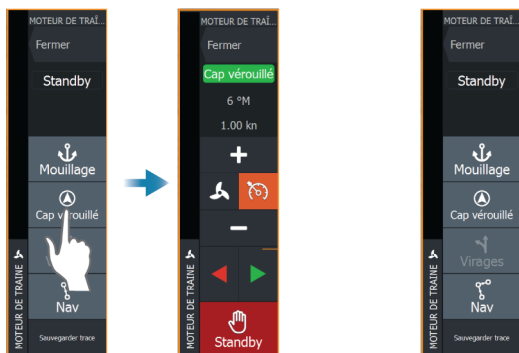 MOTEUR DE TRAÎ...
Fermer
Standby
Mouillage
Cap verouillé
Nav
Sauvegarder trace
MOTEUR DE TRAINE
MOTEUR DE TRAÎ...
Fermer
Cap vérouillé
6 °M
1.00 kn
+
−
Standby
MOTEUR DE TRAINE
MOTEUR DE TRAÎ...
Fermer
Standby
Mouillage
Cap vérouillé
Virages
Nav
Sauvegarder trace
MOTEUR DE TRAINE